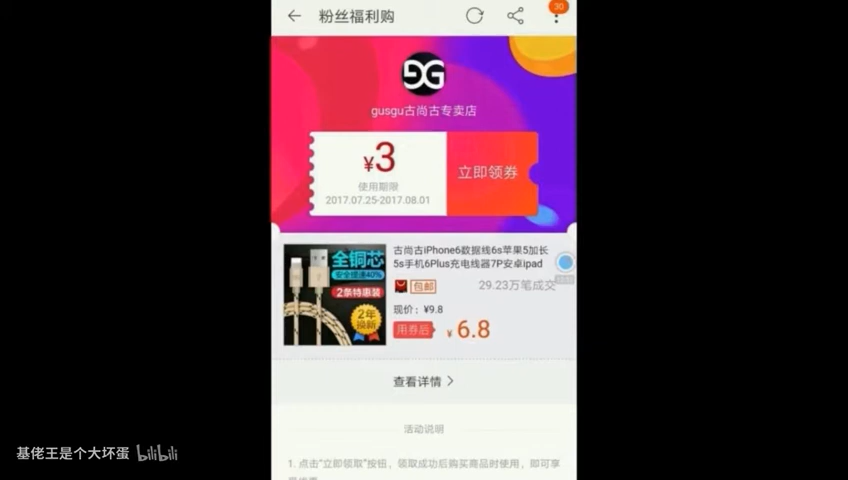 粉丝福利购
30
GG
gusgu古尚古专卖店
¥3
使用期限
2017.07.25-2017.08.01
立即领券
全铜芯
安全提速40%
2条特惠装
2年
换新
古尚古iPhone6数据线6s苹果5加长
5s手机6Plus充电线器7P安卓ipad
包邮
29.23万笔成交
现价：¥9.8
用券后
¥ 6.8
查看详情
活动说明
1. 点击“立即领取”按钮，领取成功后购买商品时使用，即可享
基佬王是个大坏蛋 bilibili